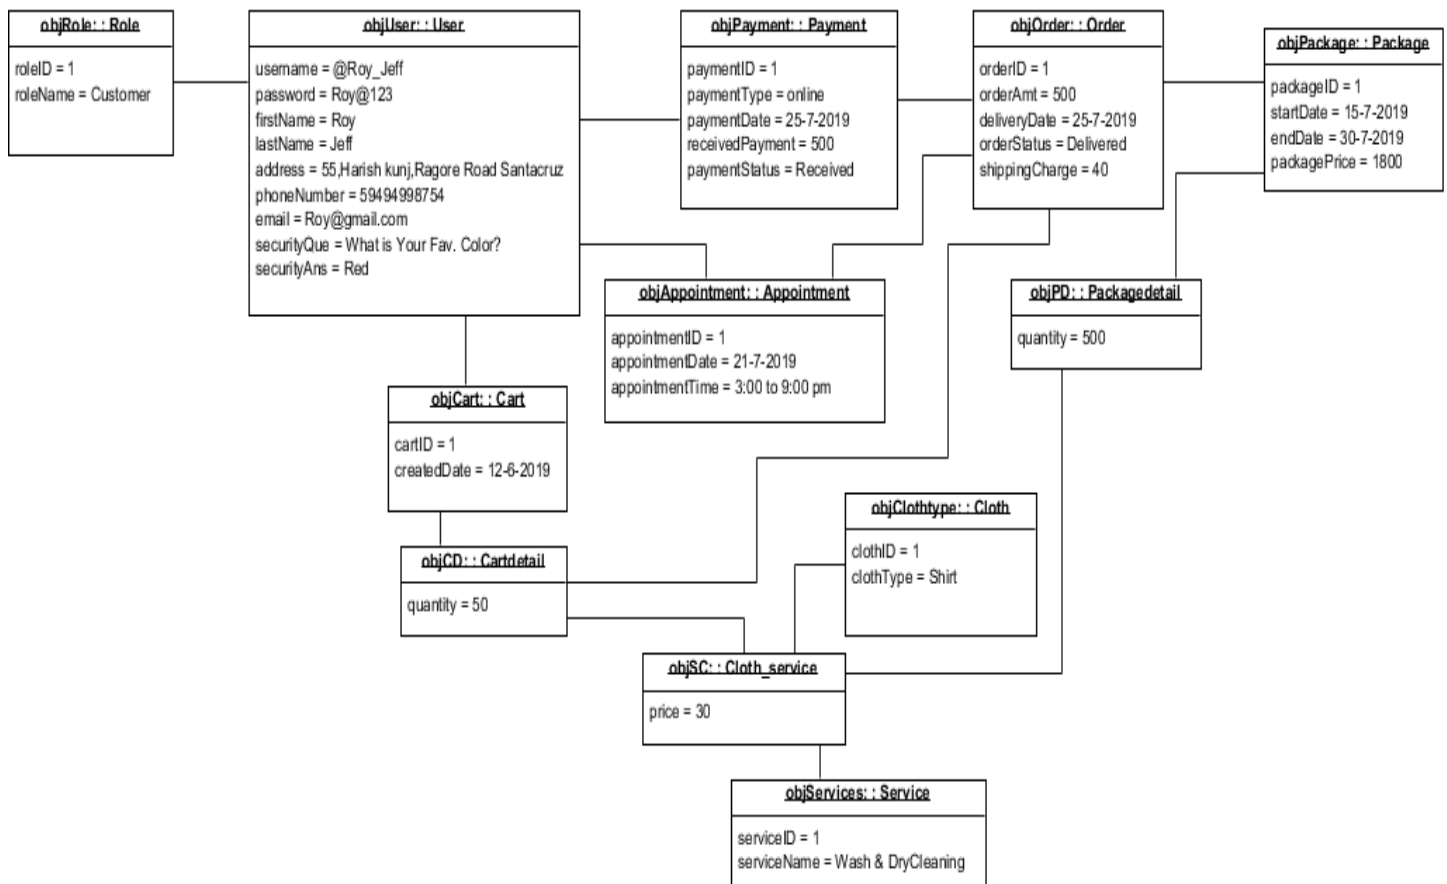 objRole: : Role
roleID = 1
roleName = Customer
objUser: : User
username = @Roy_Jeff
password = Roy@123
firstName = Roy
lastName = Jeff
address = 55,Harish kunj,Ragore Road Santacruz
phoneNumber = 59494998754
email = Roy@gmail.com
securityQue = What is Your Fav. Color?
securityAns = Red
objPayment: : Payment
paymentID = 1
paymentType = online
paymentDate = 25-7-2019
receivedPayment = 500
paymentStatus = Received
objOrder: : Order
orderID = 1
orderAmt = 500
deliveryDate = 25-7-2019
orderStatus = Delivered
shippingCharge = 40
objPackage: : Package
packageID = 1
startDate = 15-7-2019
endDate = 30-7-2019
packagePrice = 1800
objAppointment: : Appointment
appointmentID = 1
appointmentDate = 21-7-2019
appointmentTime = 3:00 to 9:00 pm
objPD: : Packagedetail
quantity = 500
objCart: : Cart
cartID = 1
createdDate = 12-6-2019
objClothtype: : Cloth
clothID = 1
clothType = Shirt
objCD: : Cartdetail
quantity = 50
objSC: : Cloth_service
price = 30
objServices: : Service
serviceID = 1
serviceName = Wash & DryCleaning